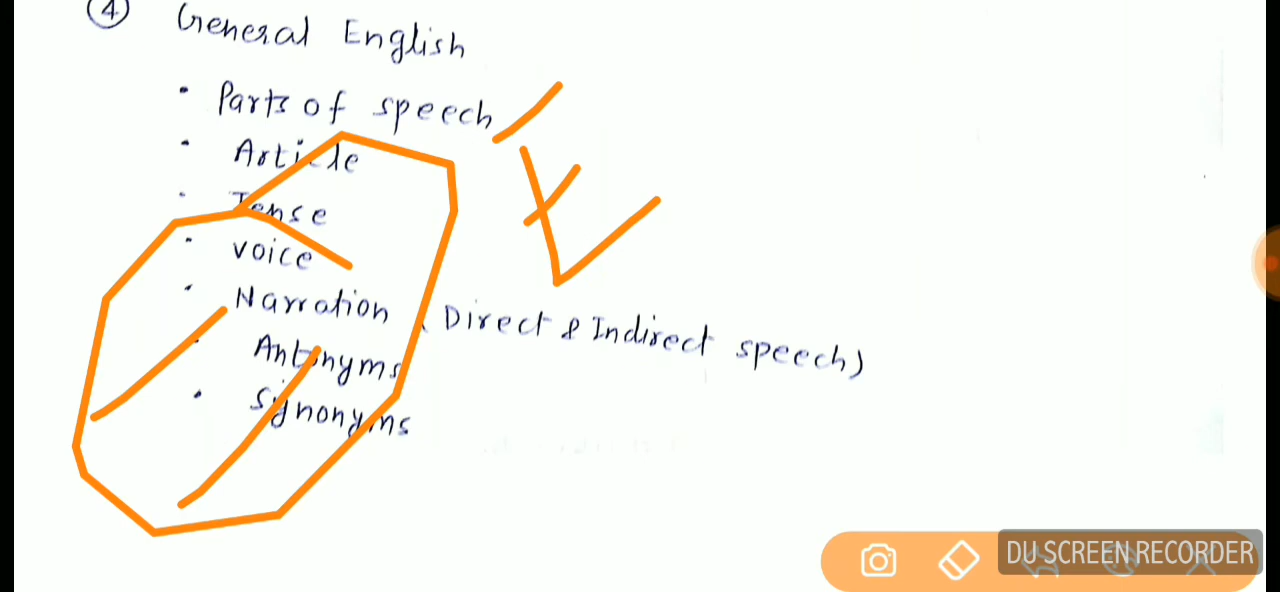 ④ General English
• Parts of speech
• Article
• Tense
• voice
• Narration (Direct & Indirect speech)
• Antonyms
• Synonyms
DU SCREEN RECORDER